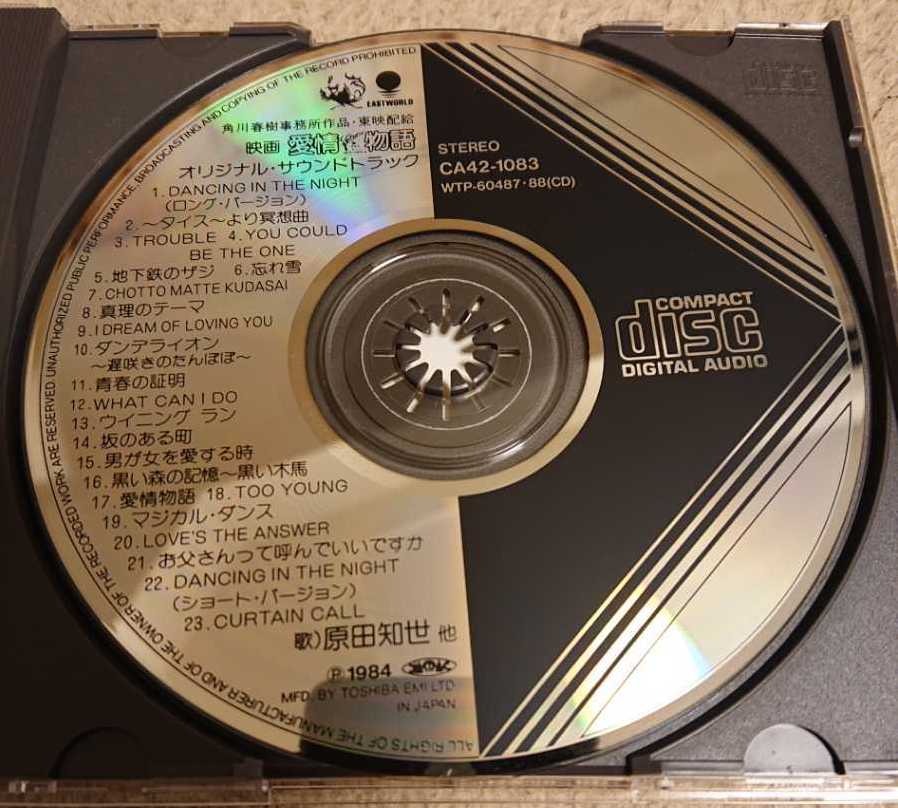 EASTWORLD
角川春樹事務所作品・東映配給
映画 愛情物語
オリジナル・サウンドトラック
1.DANCING IN THE NIGHT
(ロング・バージョン)
2.〜タイス〜より冥想曲
3.TROUBLE 4.YOU COULD
BE THE ONE
5.地下鉄のザジ 6.忘れ雪
7.CHOTTO MATTE KUDASAI
8.真理のテーマ
9.I DREAM OF LOVING YOU
10.ダンデライオン
〜遅咲きのたんぽぽ〜
11.青春の証明
12.WHAT CAN I DO
13.ウイニング ラン
14.坂のある町
15.男が女を愛する時
16.黒い森の記憶〜黒い木馬
17.愛情物語 18.TOO YOUNG
19.マジカル・ダンス
20.LOVE'S THE ANSWER
21.お父さんって呼んでいいですか
22.DANCING IN THE NIGHT
(ショート・バージョン)
23.CURTAIN CALL
歌)原田知世 他
Ⓟ1984
MFD. BY TOSHIBA EMI LTD.
IN JAPAN
STEREO
CA42-1083
WTP-60487・88(CD)
COMPACT
disc
DIGITAL AUDIO
ALL RIGHTS OF THE MANUFACTURER AND OF THE OWNER OF THE RECORDED WORK ARE RESERVED. UNAUTHORIZED PUBLIC PERFORMANCE, BROADCASTING AND COPYING OF THE RECORD PROHIBITED
disc